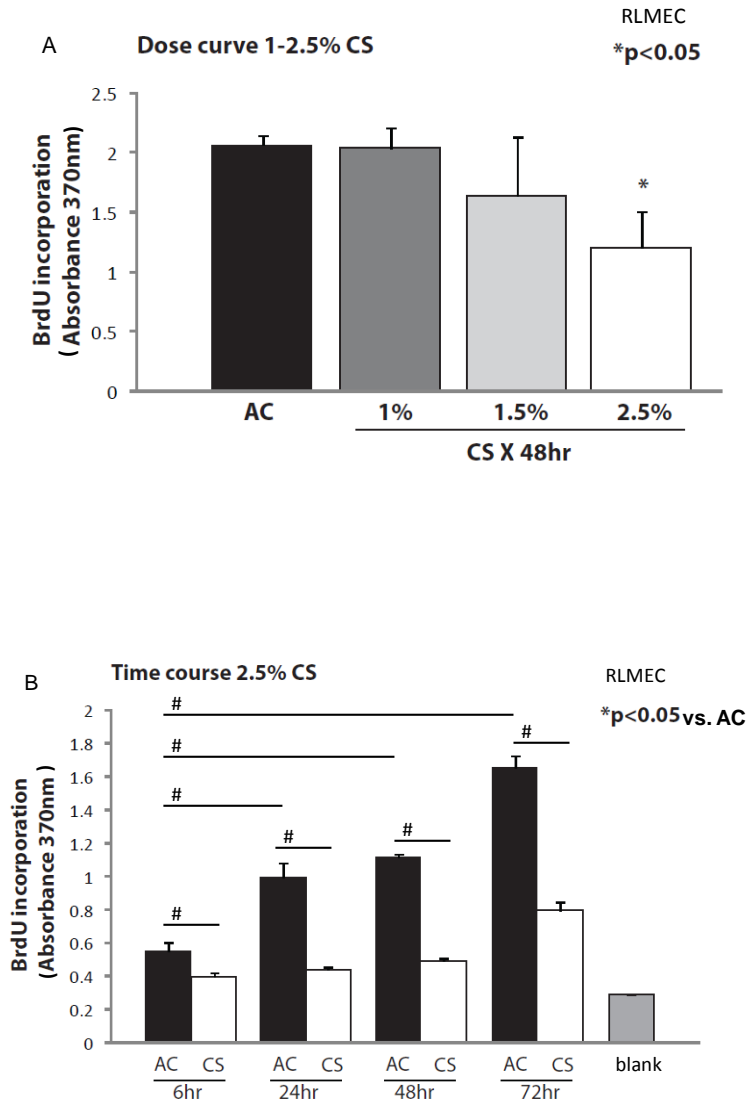 RLMEC
A
Dose curve 1-2.5% CS
*p<0.05
BrdU incorporation
( Absorbance 370nm)
2.5
2
1.5
1
0.5
0
*
AC
1%
1.5%
2.5%
CS X 48hr
B
Time course 2.5% CS
RLMEC
*p<0.05 vs. AC
BrdU incorporation
(Absorbance 370nm )
2
1.8
1.6
1.4
1.2
1
0.8
0.6
0.4
0.2
0
#
#
#
#
#
#
#
AC CS AC CS AC CS AC CS blank
6hr 24hr 48hr 72hr